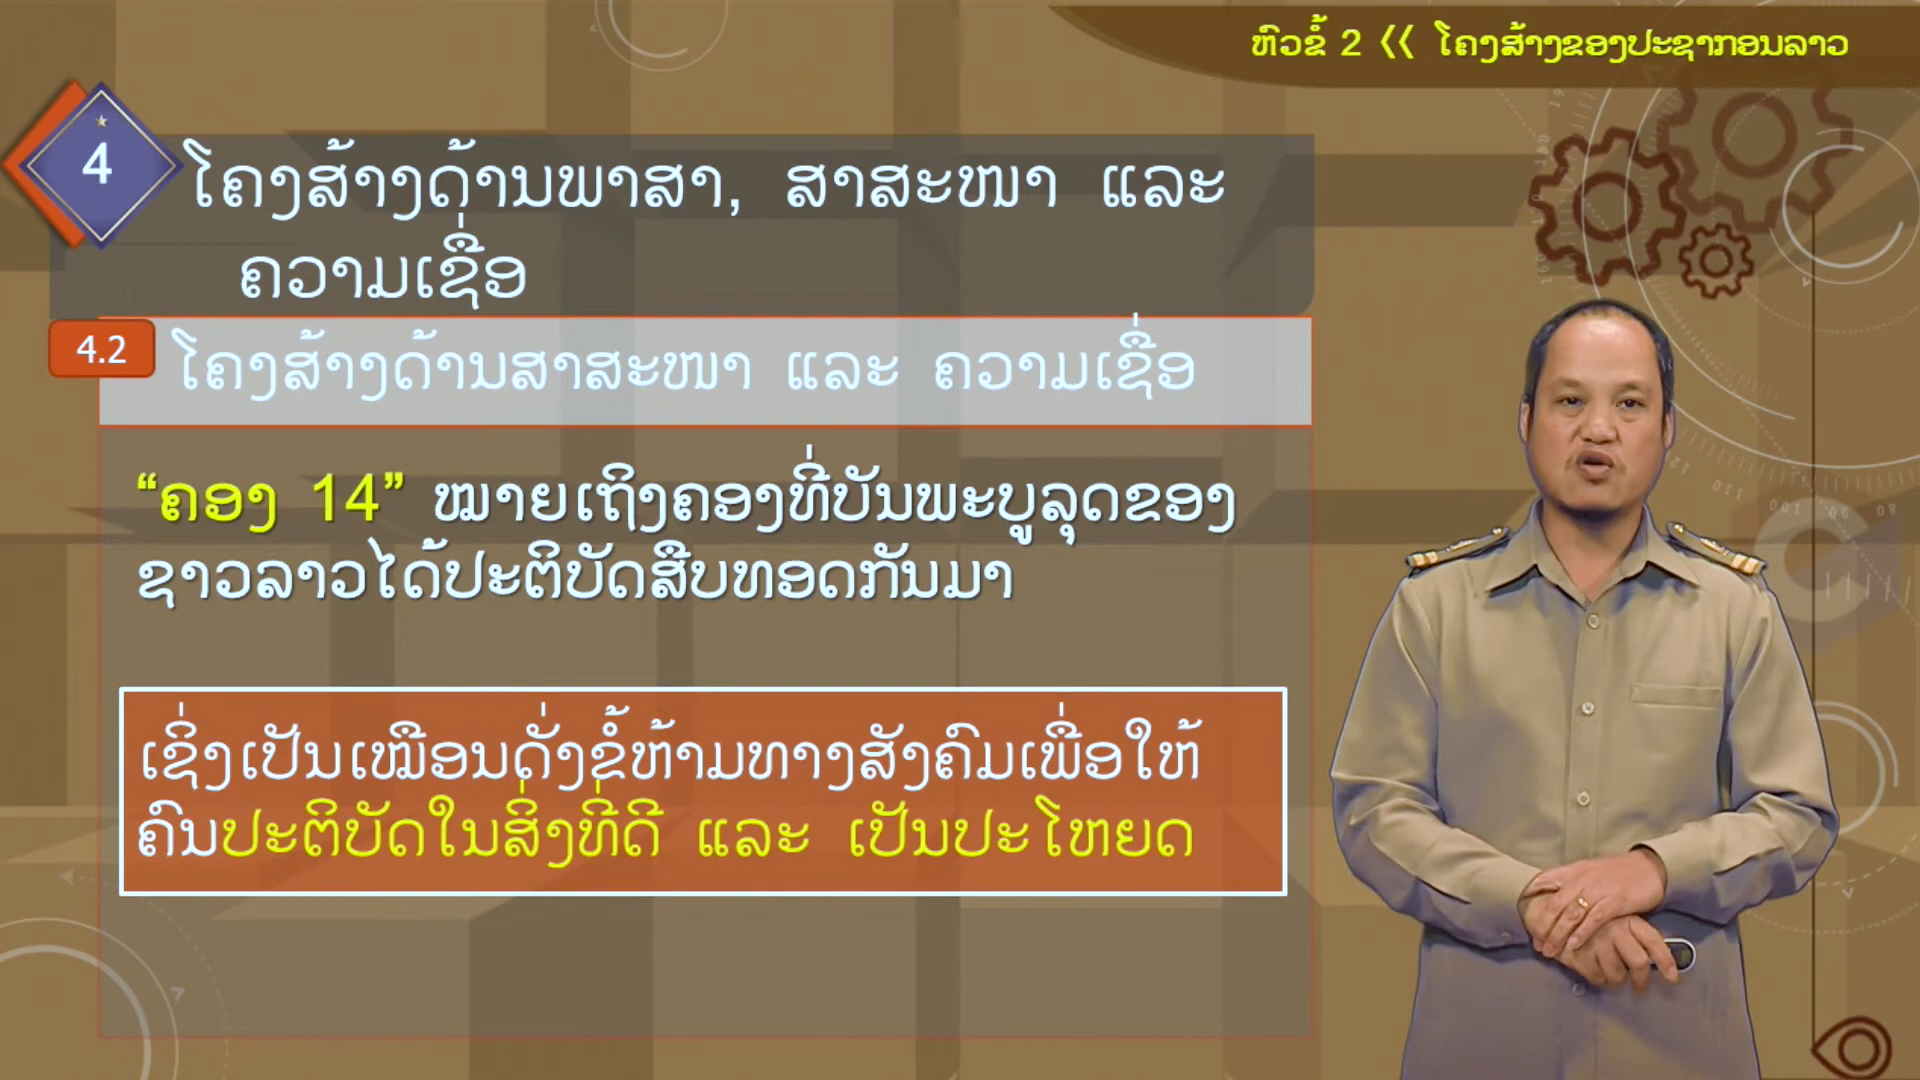 ຫົວຂໍ້ 2 << ໂຄງສ້າງຂອງປະຊາກອນລາວ
4
ໂຄງສ້າງດ້ານພາສາ, ສາສະໜາ ແລະ
ຄວາມເຊື່ອ
4.2
ໂຄງສ້າງດ້ານສາສະໜາ ແລະ ຄວາມເຊື່ອ
“ຄອງ 14” ໝາຍເຖິງຄອງທີ່ບັນພະບູລຸດຂອງ
ຊາວລາວໄດ້ປະຕິບັດສືບທອດກັນມາ
ເຊິ່ງເປັນເໝືອນດັ່ງຂໍ້ຫ້າມທາງສັງຄົມເພື່ອໃຫ້
ຄົນປະຕິບັດໃນສິ່ງທີ່ດີ ແລະ ເປັນປະໂຫຍດ